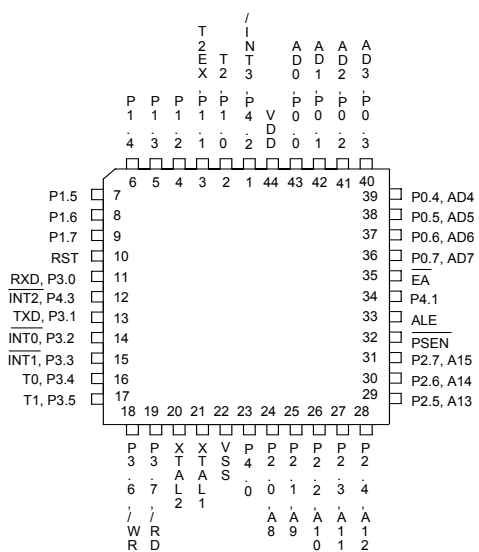 P1.4
P1.3
P1.2
T2EX,P1.1
T2,P1.0
/INT3,P4.2
VDD
AD0,P0.0
AD1,P0.1
AD2,P0.2
AD3,P0.3
6 5 4 3 2 1 44 43 42 41 40
P1.5 7
P1.6 8
P1.7 9
RST 10
RXD, P3.0 11
INT2, P4.3 12
TXD, P3.1 13
INT0, P3.2 14
INT1, P3.3 15
T0, P3.4 16
T1, P3.5 17
39 P0.4, AD4
38 P0.5, AD5
37 P0.6, AD6
36 P0.7, AD7
35 EA
34 P4.1
33 ALE
32 PSEN
31 P2.7, A15
30 P2.6, A14
29 P2.5, A13
18 19 20 21 22 23 24 25 26 27 28
P3.6,/WR
P3.7,/RD
XTAL2
XTAL1
VSS
P4.0
P2.0,A8
P2.1,A9
P2.2,A10
P2.3,A11
P2.4,A12